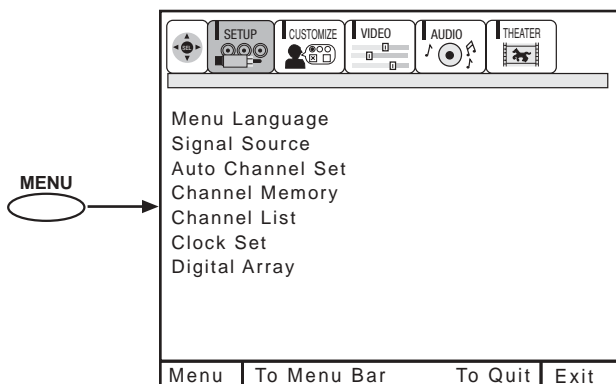 SEL SETUP CUSTOMIZE VIDEO AUDIO THEATER
Menu Language
Signal Source
Auto Channel Set
MENU
Channel Memory
Channel List
Clock Set
Digital Array
Menu To Menu Bar To Quit Exit